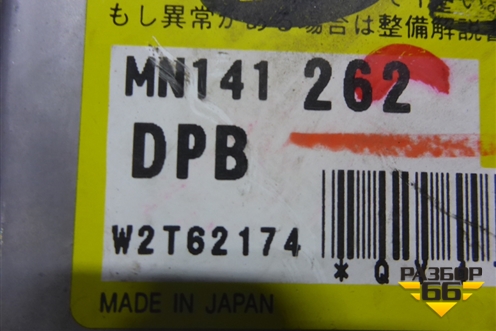 もし異常がある場合は整備解説書
MN141 262
DPB
W2T62174
* Q X
РАЗБОР
66
MADE IN JAPAN